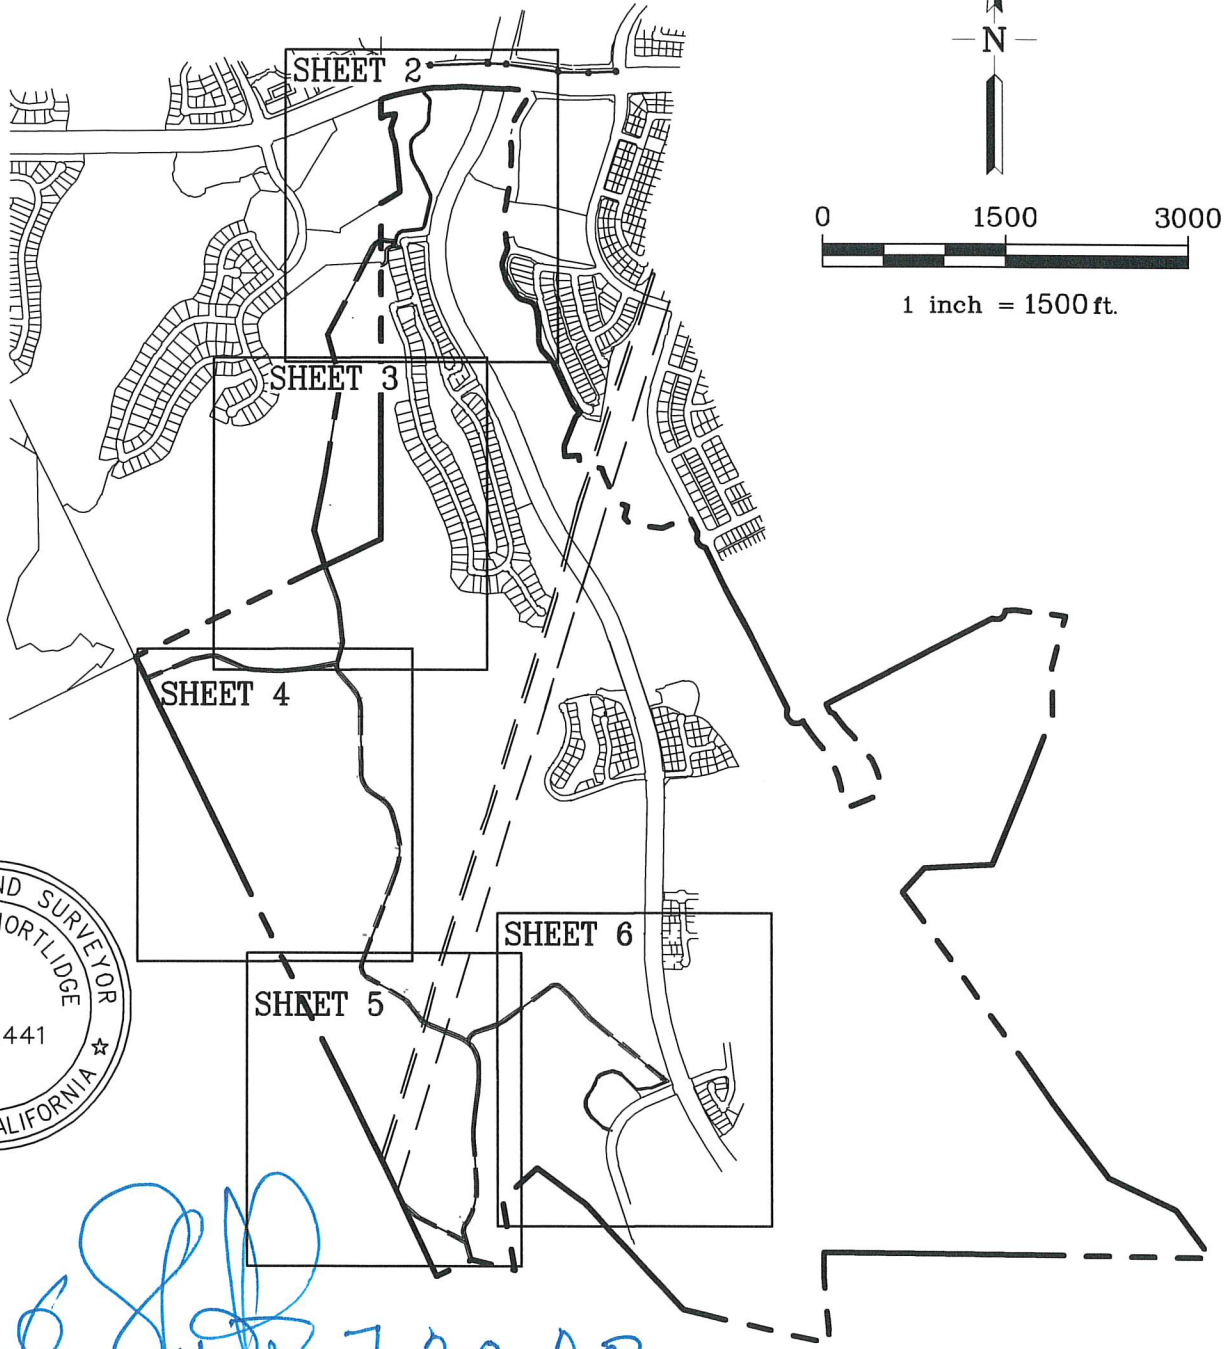 N
SHEET 2
0 1500 3000
1 inch = 1500 ft.
SHEET 3
SHEET 4
SHEET 6
SHEET 5
ND SURVEYOR
ORTLIDGE
441
ALIFORNIA